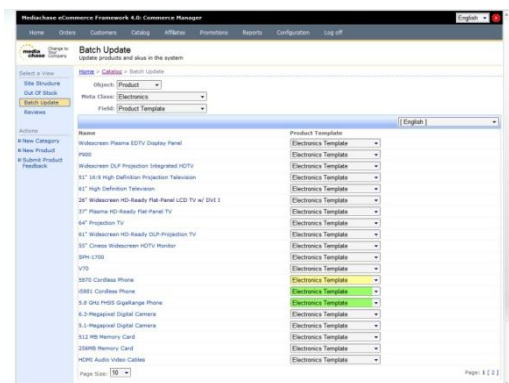 Mediachase eCommerce Framework 4.0: Commerce Manager
English
Home Orders Customers Catalog Affiliates Promotions Reports Configuration Log off
media chase
Change to Your Company
Batch Update
Update products and skus in the system
Select a View
Site Structure
Out Of Stock
Batch Update
Reviews
Actions
New Category
New Product
Submit Product Feedback
Home > Catalog > Batch Update
Object: Product
Meta Class: Electronics
Field: Product Template
[ English ]
Name Product Template
Widescreen Plasma EDTV Display Panel Electronics Template
P900 Electronics Template
Widescreen DLP Projection Integrated HDTV Electronics Template
51" 16:9 High Definition Projection Television Electronics Template
61" High Definition Television Electronics Template
26" Widescreen HD-Ready Flat-Panel LCD TV w/ DVI I Electronics Template
37" Plasma HD-Ready Flat-Panel TV Electronics Template
64" Projection TV Electronics Template
61" Widescreen HD-Ready DLP-Projection TV Electronics Template
55" Cineos Widescreen HDTV Monitor Electronics Template
SPH-1700 Electronics Template
V70 Electronics Template
5870 Cordless Phone Electronics Template
i5881 Cordless Phone Electronics Template
5.8 GHz FHSS GigaRange Phone Electronics Template
6.3-Megapixel Digital Camera Electronics Template
5.1-Megapixel Digital Camera Electronics Template
512 MB Memory Card Electronics Template
256MB Memory Card Electronics Template
HDMI Audio Video Cables Electronics Template
Page Size: 10
Page: 1 [ 2 ]